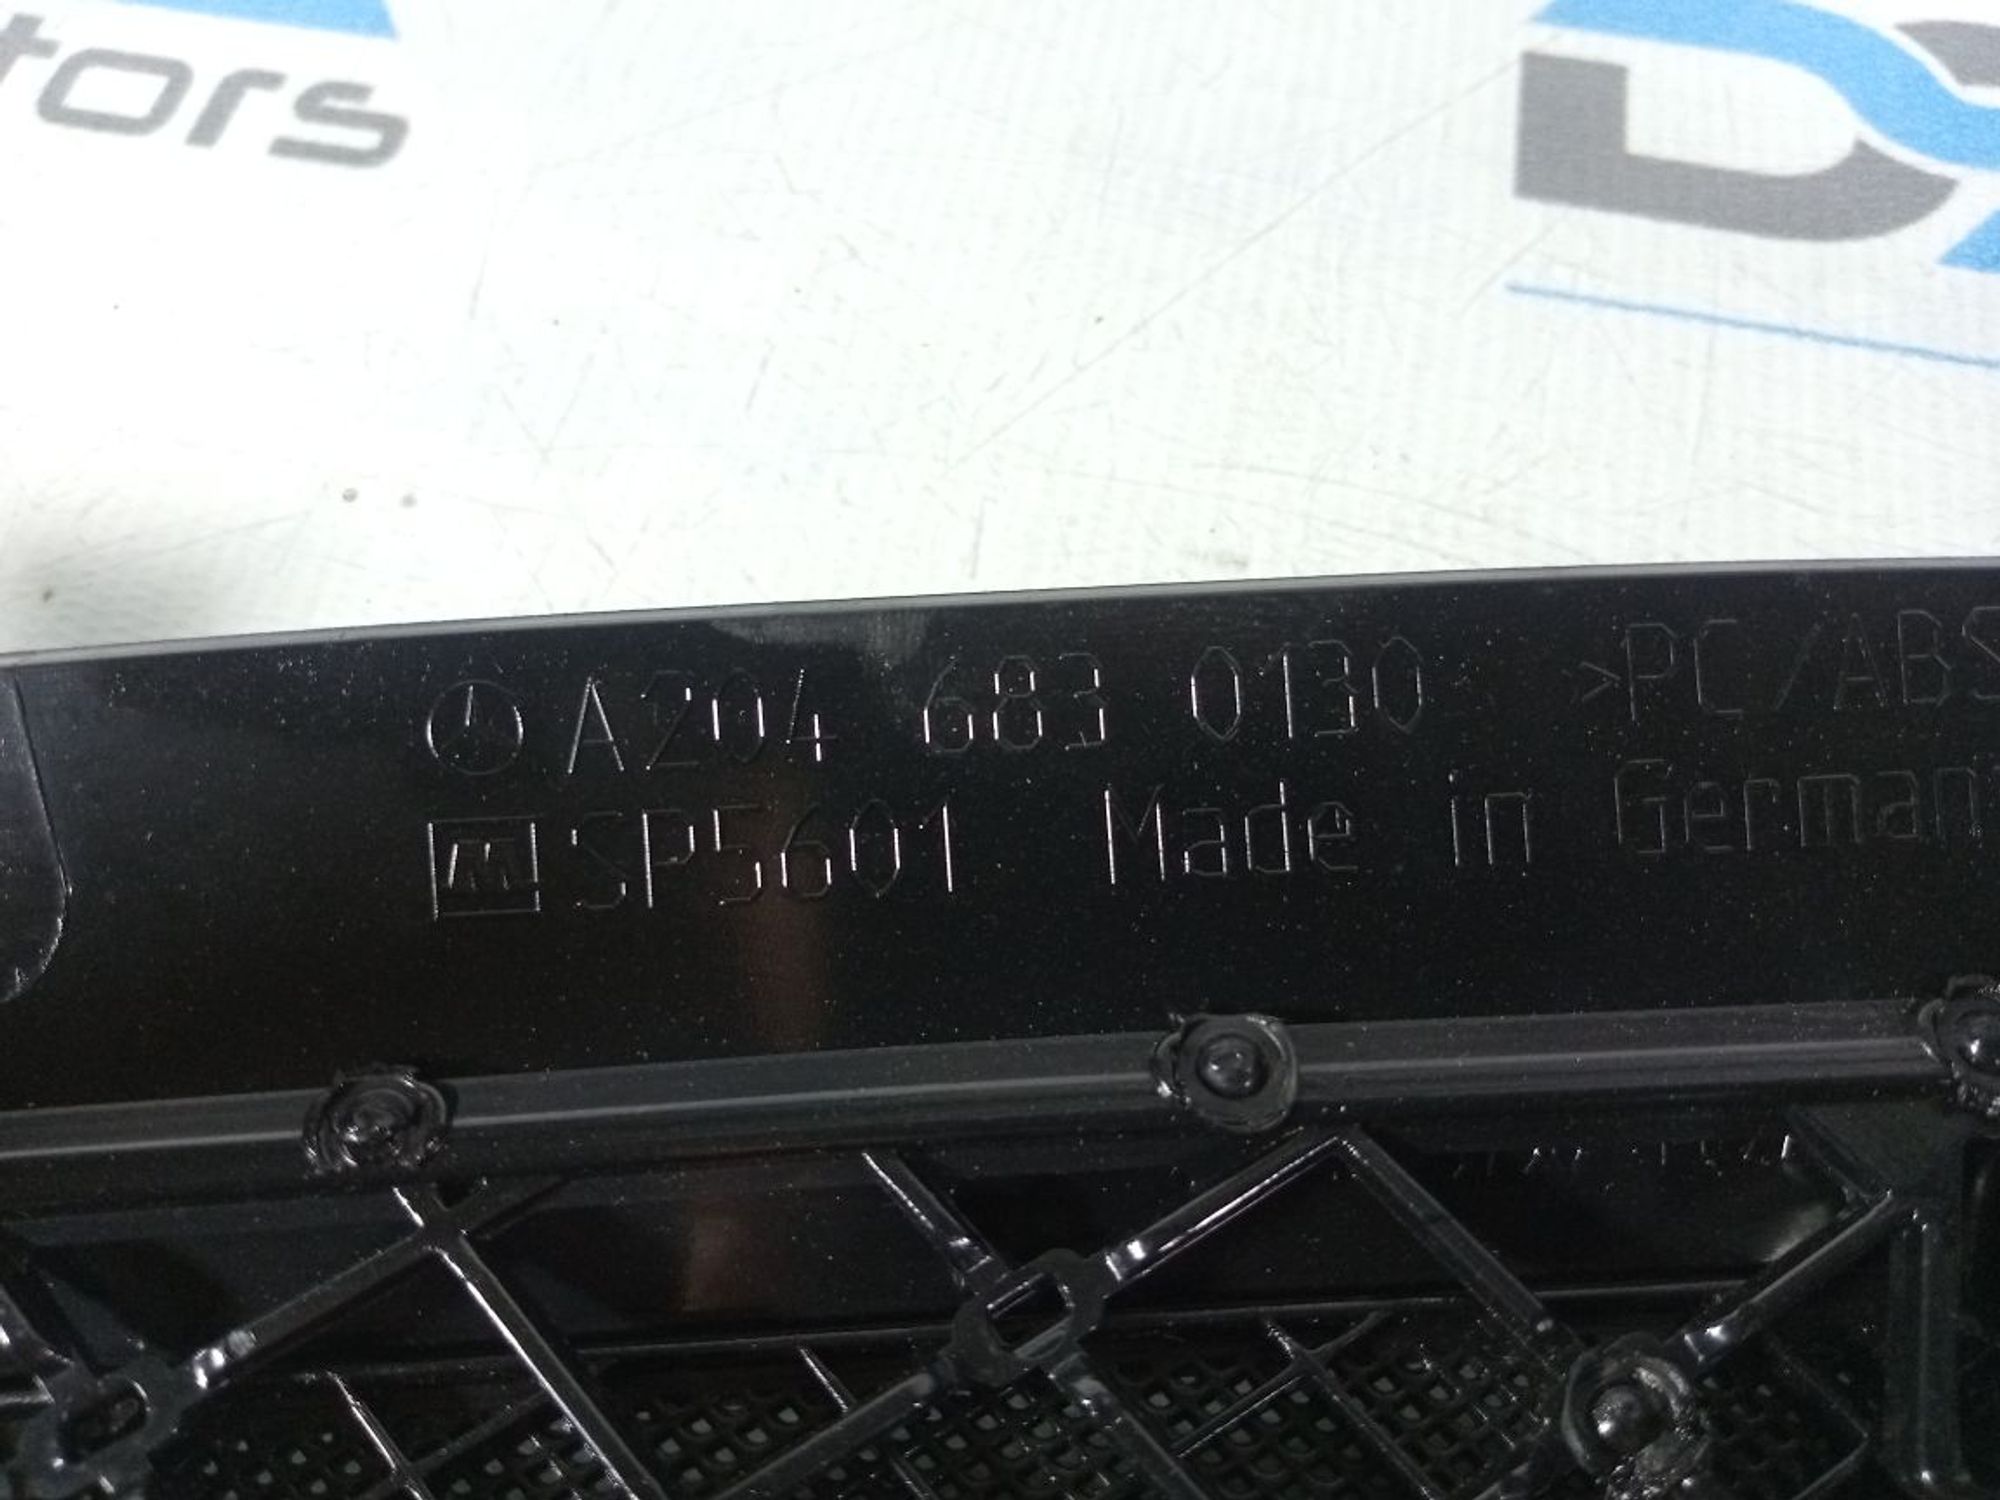 tors
A204 683 0130 >PC/ABS
SP5601 Made in German